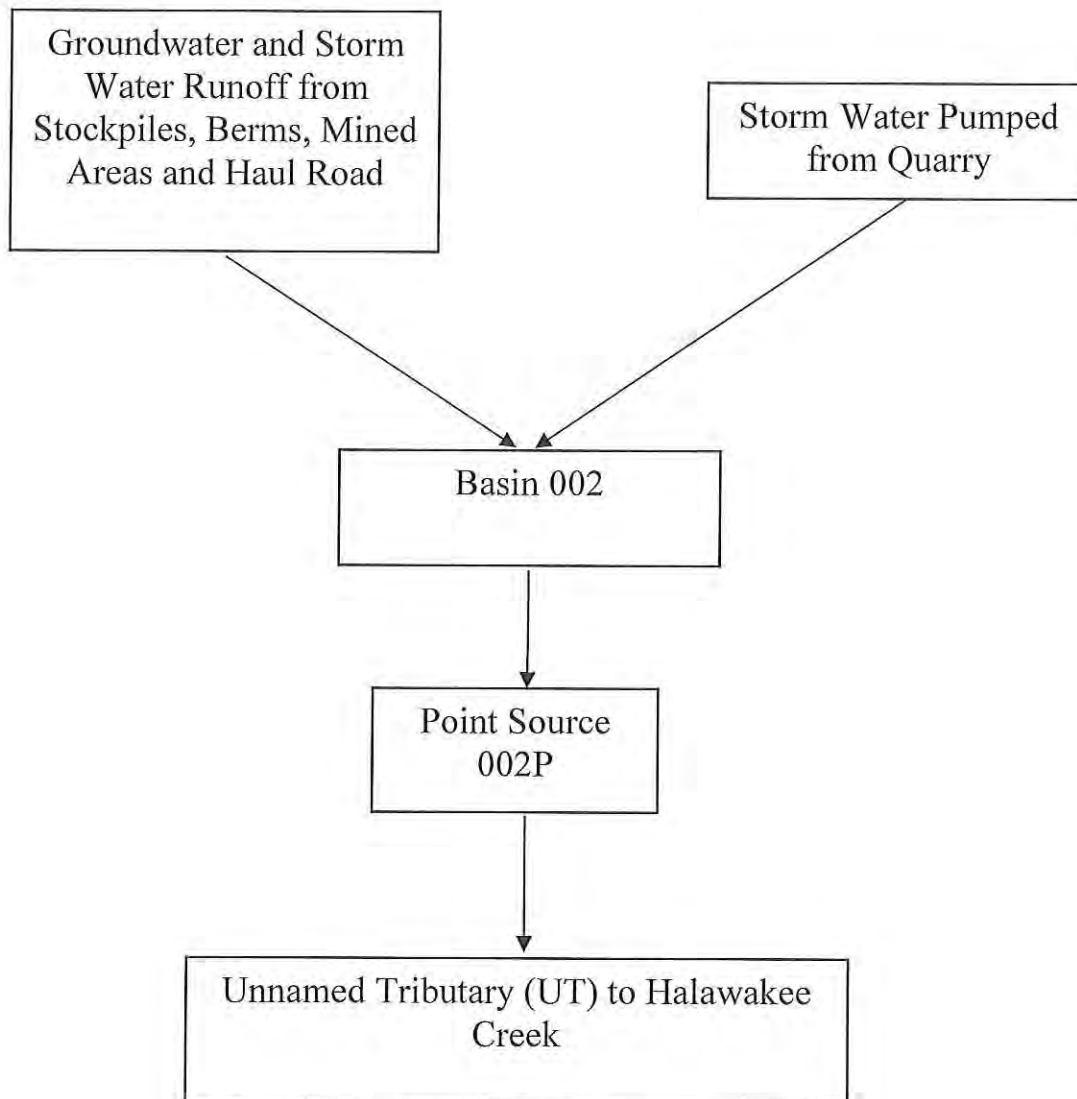 Groundwater and Storm
Water Runoff from
Stockpiles, Berms, Mined
Areas and Haul Road
Storm Water Pumped
from Quarry
Basin 002
Point Source
002P
Unnamed Tributary (UT) to Halawakee
Creek